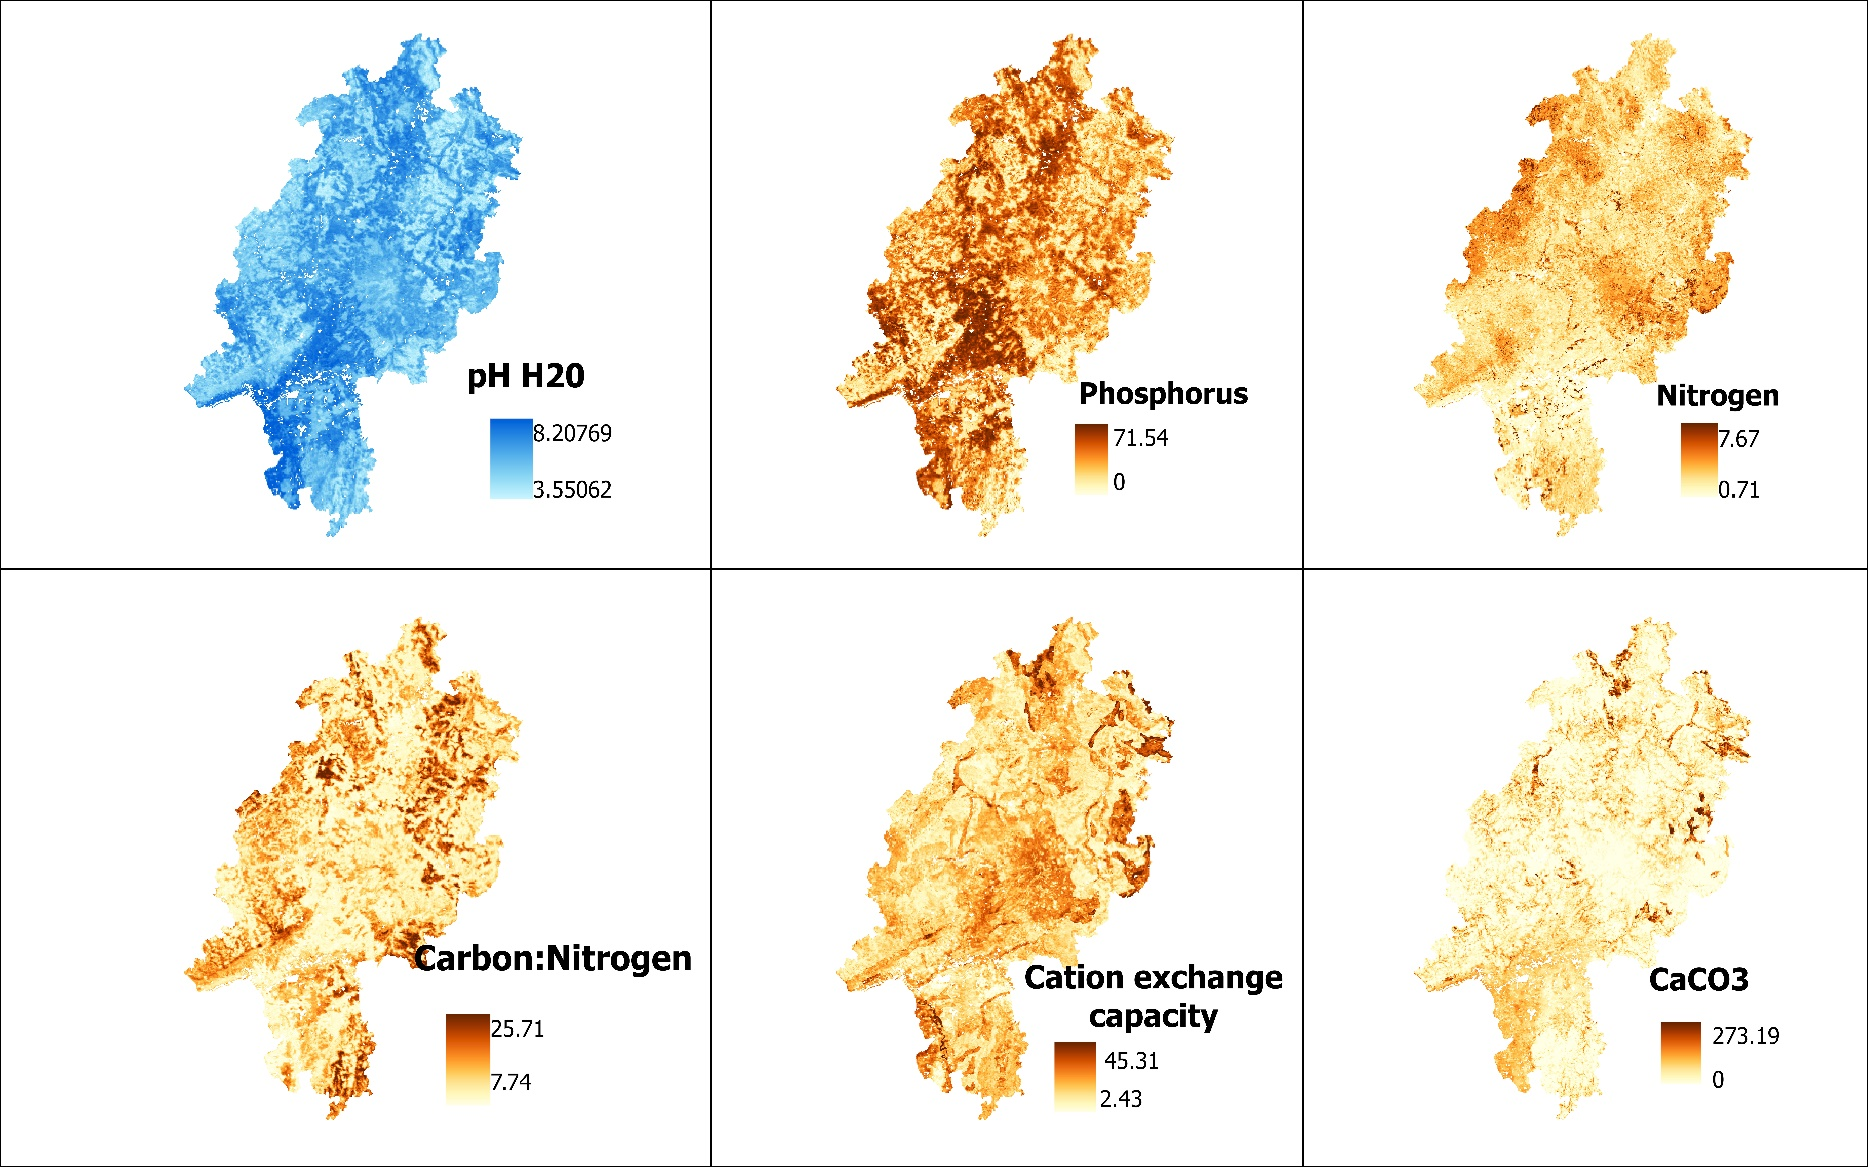 pH H20
8.20769
3.55062
Phosphorus
71.54
0
Nitrogen
7.67
0.71
Carbon:Nitrogen
25.71
7.74
Cation exchange
capacity
45.31
2.43
CaCO3
273.19
0